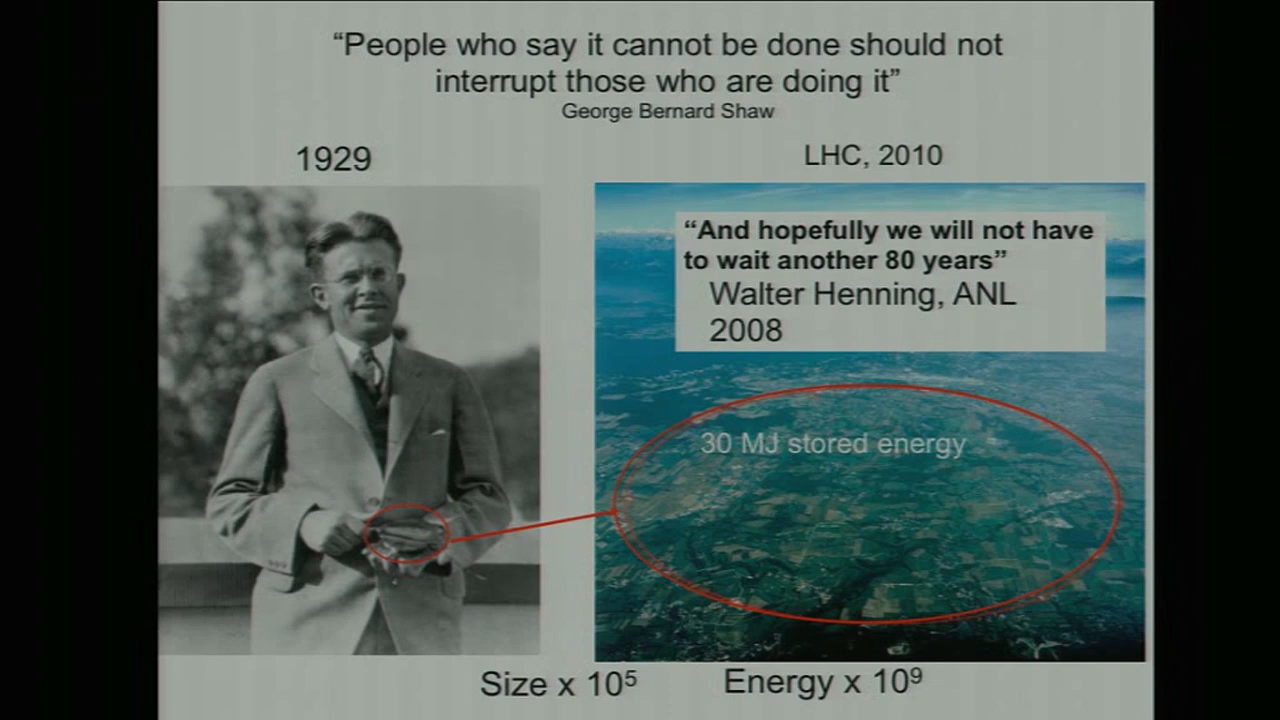 “People who say it cannot be done should not
interrupt those who are doing it”
George Bernard Shaw
1929
LHC, 2010
“And hopefully we will not have
to wait another 80 years”
Walter Henning, ANL
2008
30 MJ stored energy
Size x 10⁵
Energy x 10⁹